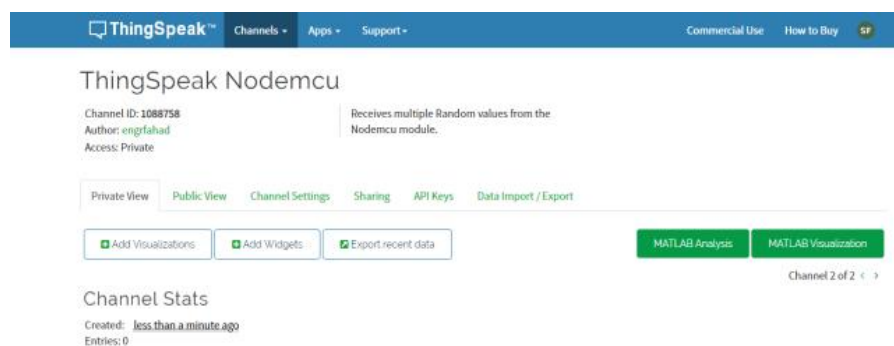 ThingSpeak™ Channels Apps Support Commercial Use How to Buy SF
ThingSpeak Nodemcu
Channel ID: 1088758
Author: engrfahad
Access: Private
Receives multiple Random values from the
Nodemcu module.
Private View Public View Channel Settings Sharing API Keys Data Import / Export
Add Visualizations Add Widgets Export recent data MATLAB Analysis MATLAB Visualization
Channel 2 of 2 < >
Channel Stats
Created: less than a minute ago
Entries: 0